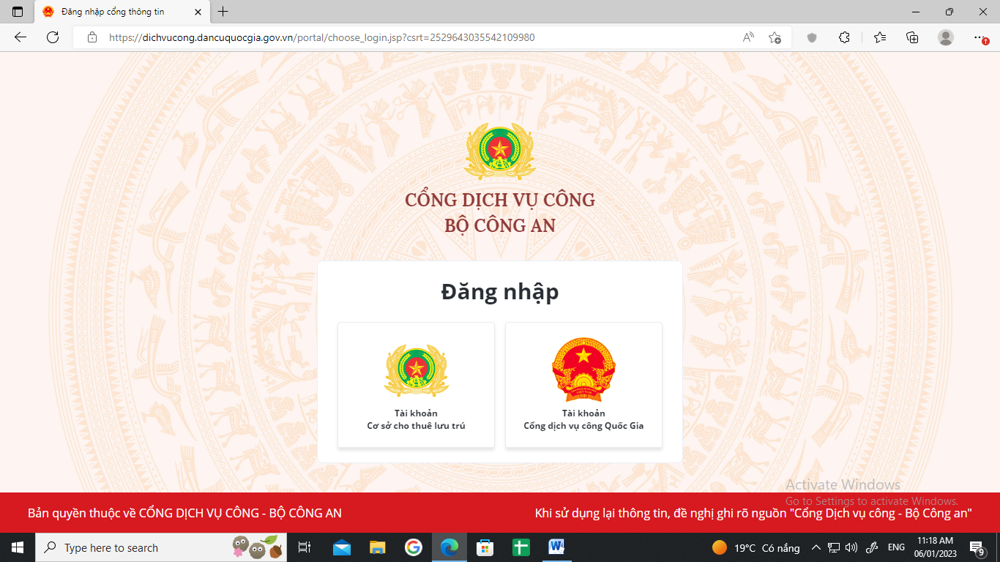 Đăng nhập cổng thông tin
https://dichvucong.dancuquocgia.gov.vn/portal/choose_login.jsp?csrt=2529643035542109980
CỔNG DỊCH VỤ CÔNG
BỘ CÔNG AN
Đăng nhập
Tài khoản
Cơ sở cho thuê lưu trú
Tài khoản
Cổng dịch vụ công Quốc Gia
Activate Windows
Go to Settings to activate Windows.
Bản quyền thuộc về CỔNG DỊCH VỤ CÔNG - BỘ CÔNG AN
Khi sử dụng lại thông tin, đề nghị ghi rõ nguồn "Cổng Dịch vụ công - Bộ Công an"
Type here to search
19°C Có nắng
ENG
11:18 AM
06/01/2023
9